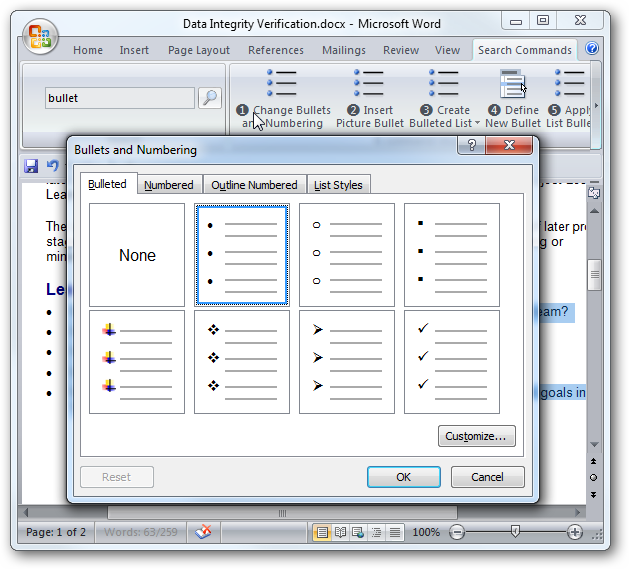 Data Integrity Verification.docx - Microsoft Word
Home Insert Page Layout References Mailings Review View Search Commands
bullet
1 Change Bullets and Numbering
2 Insert Picture Bullet
3 Create Bulleted List
4 Define New Bullet
5 List
Bullets and Numbering
Lea
The later pro
stag ng or
min
Bulleted Numbered Outline Numbered List Styles
None
Le
eam?
goals in
Customize...
Reset OK Cancel
Page: 1 of 2 Words: 63/259 100%